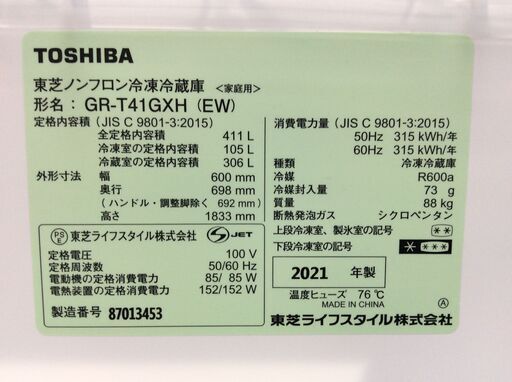 TOSHIBA
東芝ノンフロン冷凍冷蔵庫 <家庭用>
形名: GR-T41GXH (EW)
定格内容積 (JIS C 9801-3:2015)
全定格内容積 411 L
冷凍室の定格内容積 105 L
冷蔵室の定格内容積 306 L
外形寸法 幅 600 mm
奥行 698 mm
(ハンドル・調整脚除く 692 mm)
高さ 1833 mm
PS E 東芝ライフスタイル株式会社 S JET
定格電圧 100 V
定格周波数 50/60 Hz
電動機の定格消費電力 85/ 85 W
電熱装置の定格消費電力 152/152 W
製造番号 87013453
消費電力量 (JIS C 9801-3:2015)
50Hz 315 kWh/年
60Hz 315 kWh/年
種類 冷凍冷蔵庫
冷媒 R600a
冷媒封入量 73 g
質量 88 kg
断熱発泡ガス シクロペンタン
上段冷凍室、製氷室の記号 **
下段冷凍室の記号 * ***
2021 年製
温度ヒューズ 76℃
MADE IN CHINA
A
東芝ライフスタイル株式会社